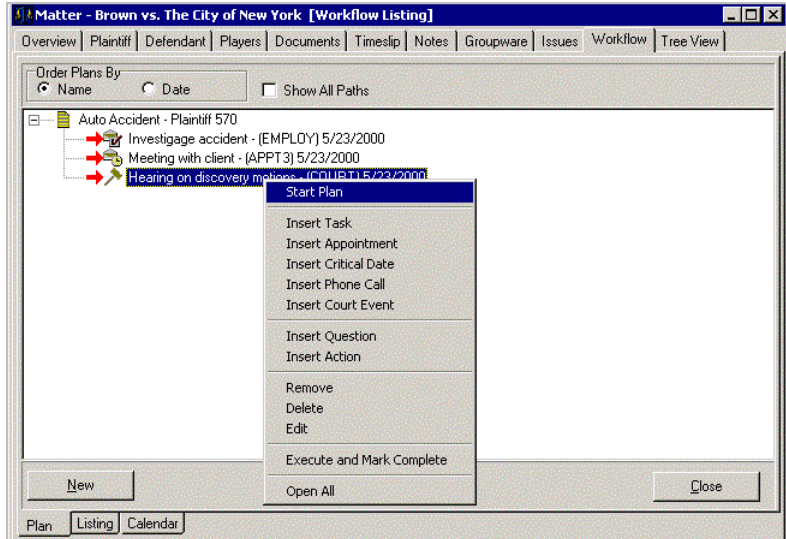 Matter - Brown vs. The City of New York [Workflow Listing]
Overview Plaintiff Defendant Players Documents Timeslip Notes Groupware Issues Workflow Tree View
Order Plans By
Name Date Show All Paths
Auto Accident - Plaintiff 570
Investigage accident - (EMPLOY) 5/23/2000
Meeting with client - (APPT3) 5/23/2000
Hearing on discovery motions - (COURT) 5/23/2000
Start Plan
Insert Task
Insert Appointment
Insert Critical Date
Insert Phone Call
Insert Court Event
Insert Question
Insert Action
Remove
Delete
Edit
Execute and Mark Complete
Open All
New Close
Plan Listing Calendar